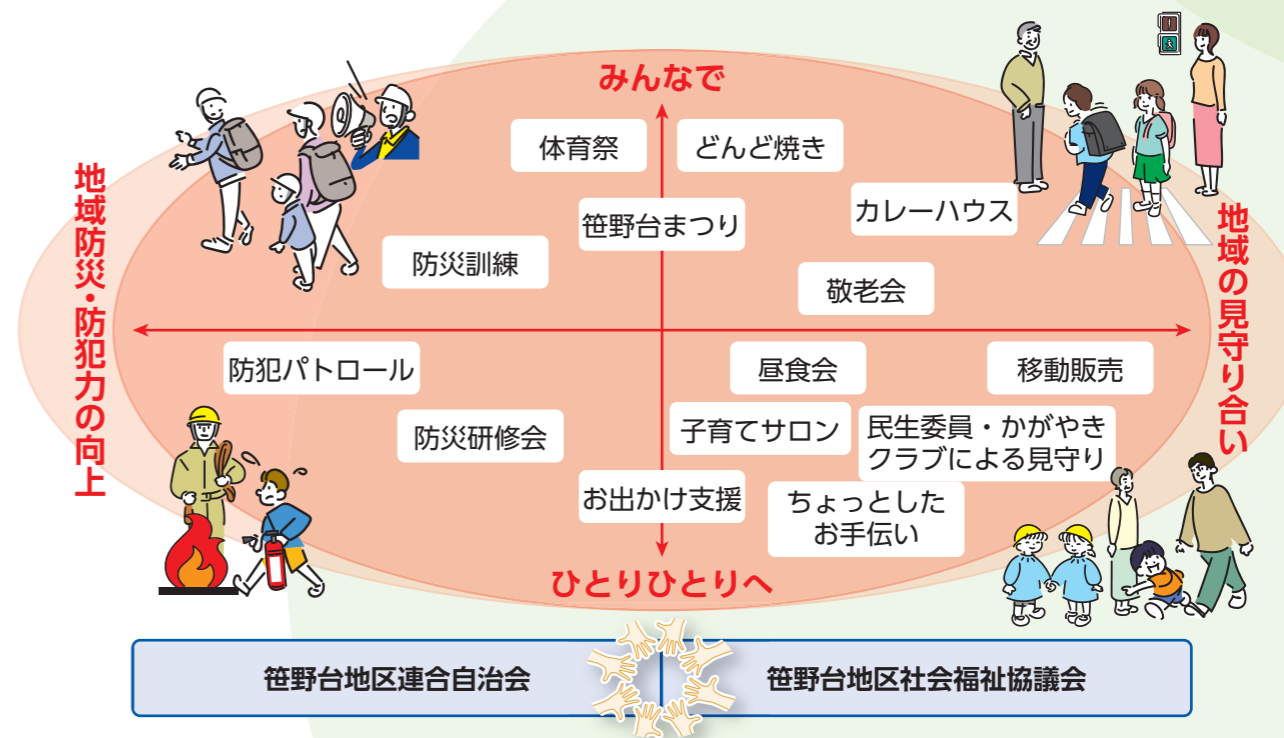 みんなで
体育祭
どんど焼き
カレーハウス
笹野台まつり
防災訓練
敬老会
地域防災・防犯力の向上
地域の見守り合い
防犯パトロール
昼食会
移動販売
防災研修会
子育てサロン
民生委員・かがやき
クラブによる見守り
お出かけ支援
ちょっとした
お手伝い
ひとりひとりへ
笹野台地区連合自治会
笹野台地区社会福祉協議会